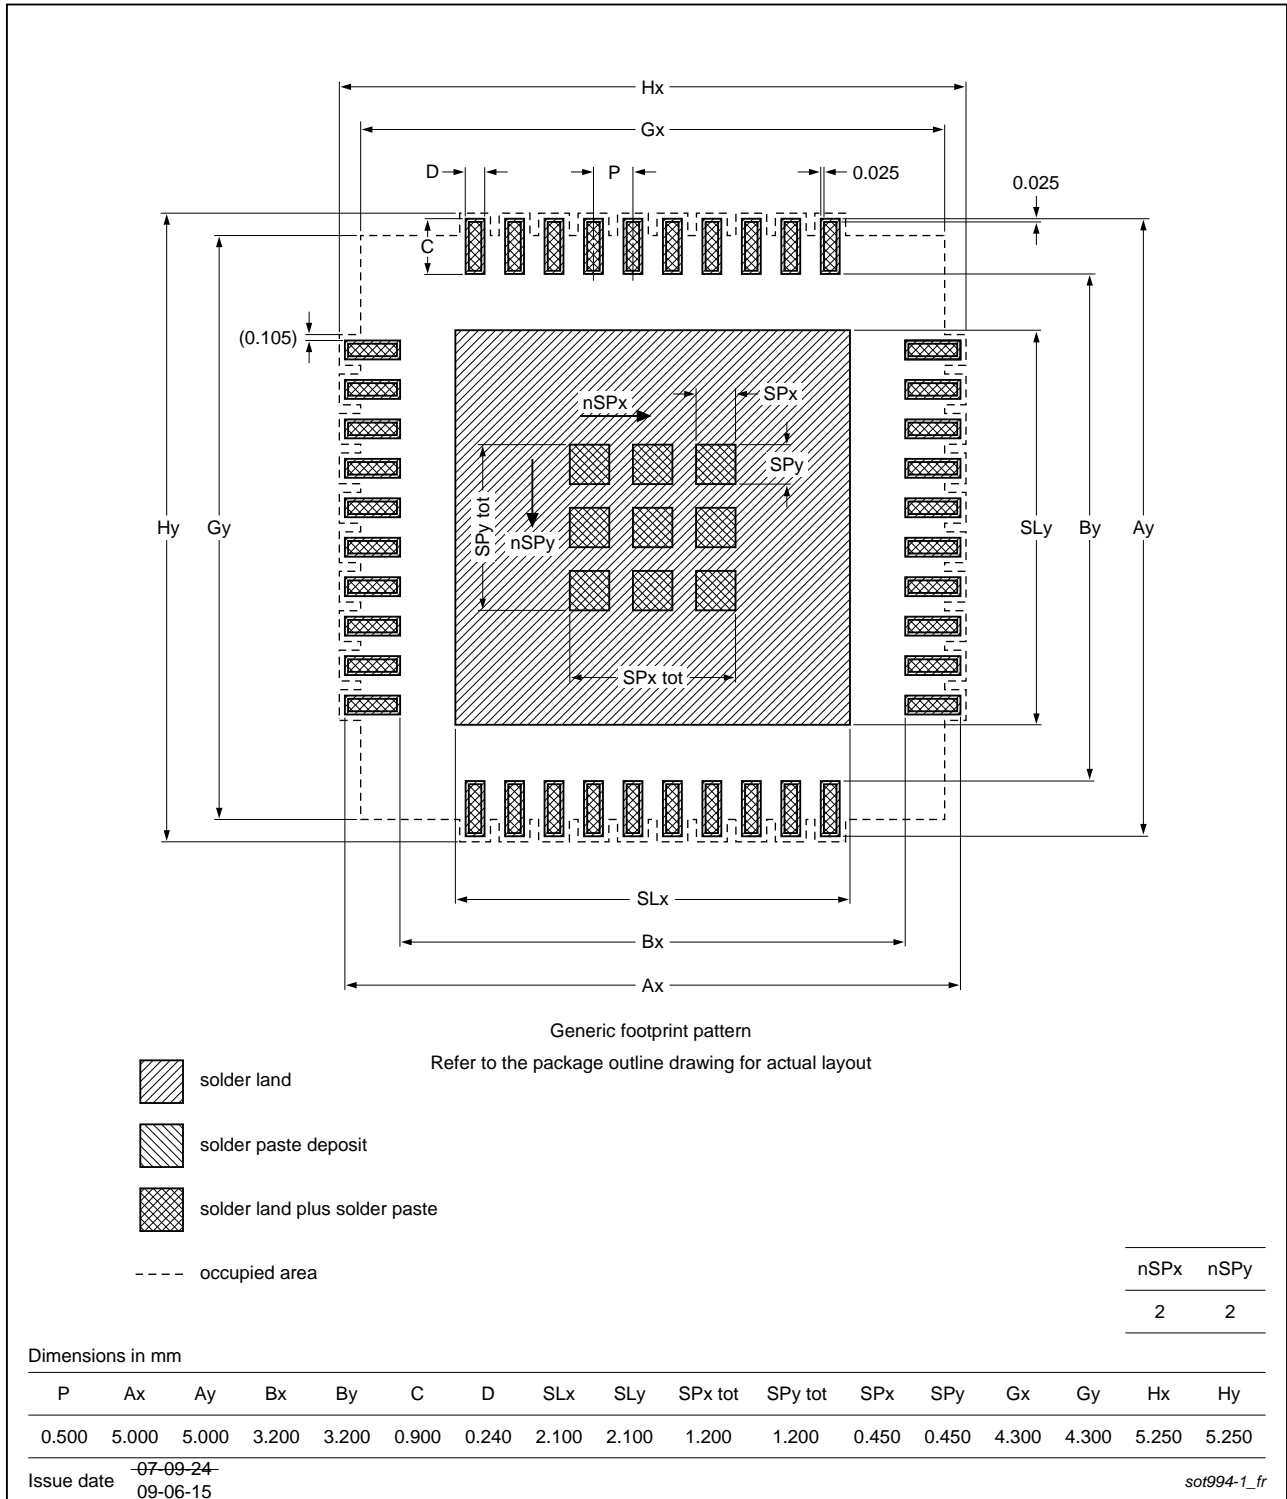 Hx
Gx
D
P
0.025
0.025
C
(0.105)
nSPx
SPx
SPy
SPy tot
nSPy
Hy
Gy
SLy
By
Ay
SPx tot
SLx
Bx
Ax
Generic footprint pattern
Refer to the package outline drawing for actual layout
solder land
solder paste deposit
solder land plus solder paste
occupied area
nSPx nSPy
2 2
Dimensions in mm
P Ax Ay Bx By C D SLx SLy SPx tot SPy tot SPx SPy Gx Gy Hx Hy
0.500 5.000 5.000 3.200 3.200 0.900 0.240 2.100 2.100 1.200 1.200 0.450 0.450 4.300 4.300 5.250 5.250
Issue date 07-09-24
09-06-15
sot994-1_fr